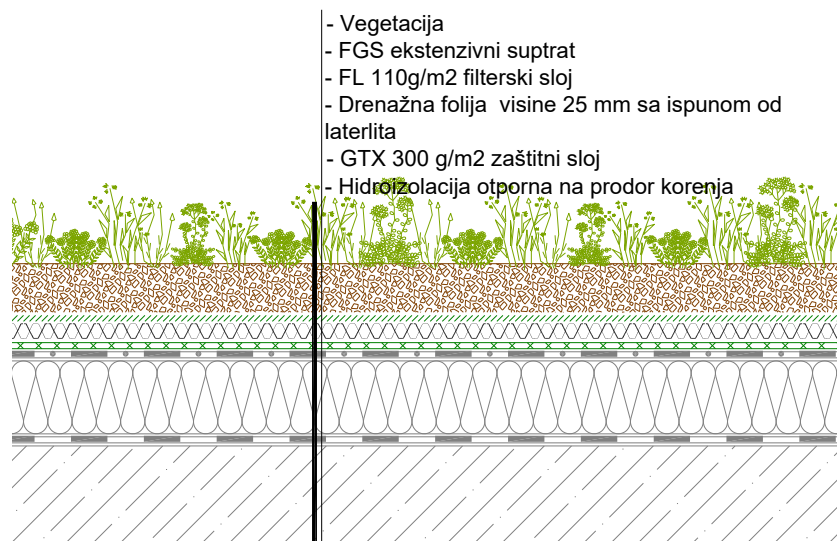 - Vegetacija
- FGS ekstenzivni suptrat
- FL 110g/m2 filterski sloj
- Drenažna folija  visine 25 mm sa ispunom od
laterlita
- GTX 300 g/m2 zaštitni sloj
- Hidroizolacija otporna na prodor korenja